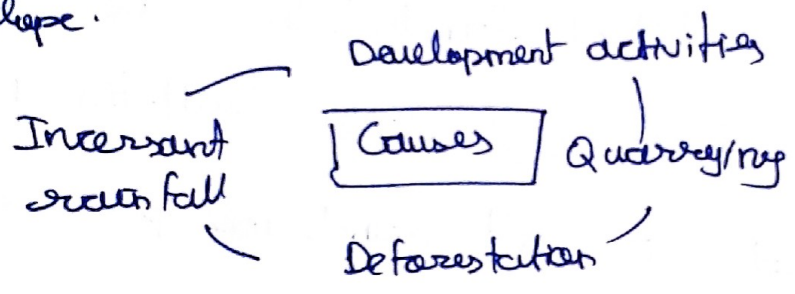 lope.
Development activities
Incessant
rainfall
Causes
Quarrying
Deforestation